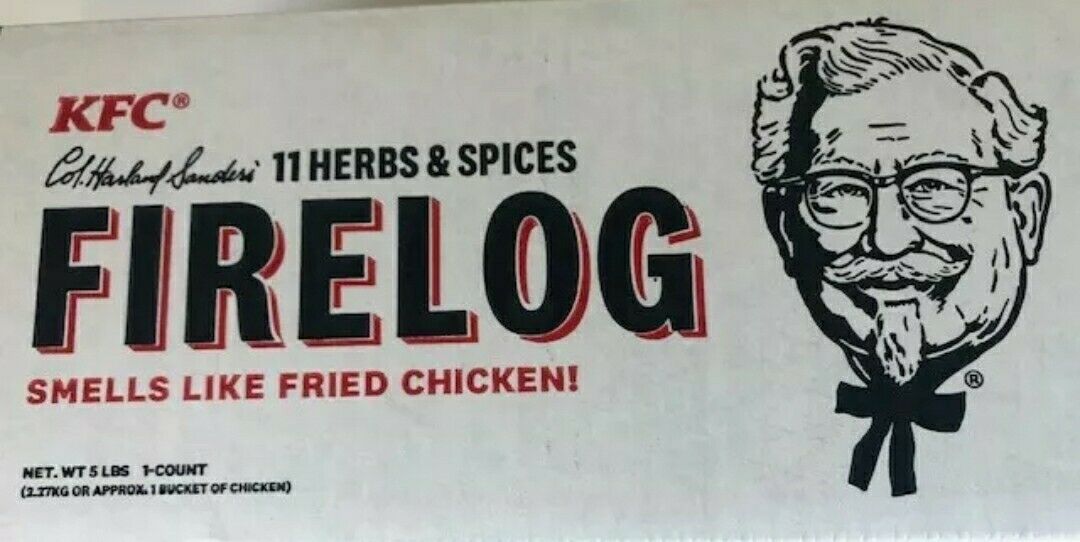 KFC®
Col. Harland Sanders' 11 HERBS & SPICES
FIRELOG
SMELLS LIKE FRIED CHICKEN!
NET. WT 5 LBS 1-COUNT
(2.27KG OR APPROX. 1 BUCKET OF CHICKEN)
®